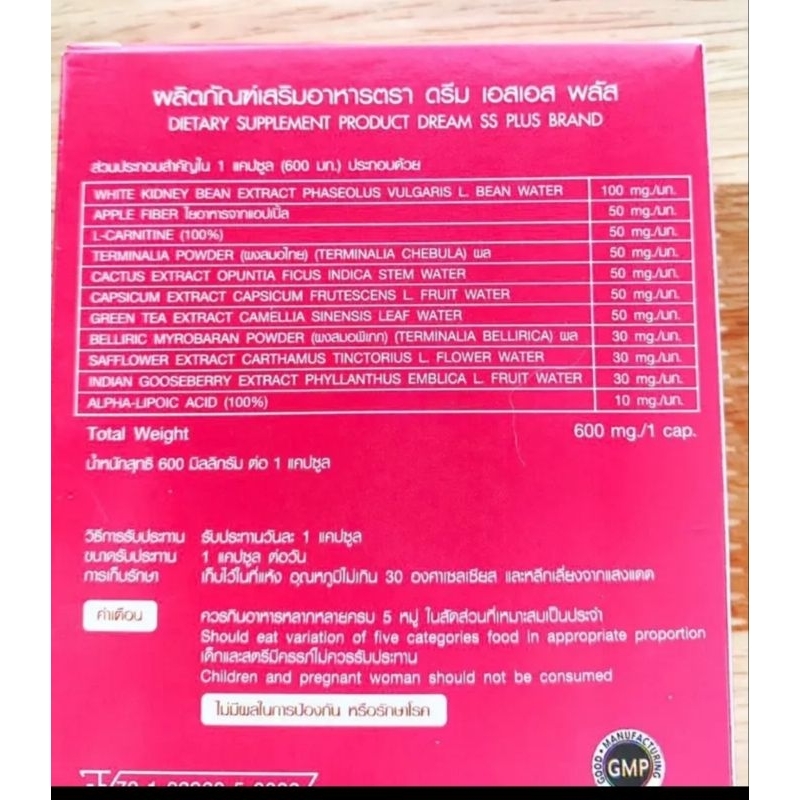 ผลิตภัณฑ์เสริมอาหารตรา ดรีม เอสเอส พลัส
DIETARY SUPPLEMENT PRODUCT DREAM SS PLUS BRAND
ส่วนประกอบสำคัญใน 1 แคปซูล (600 มก.) ประกอบด้วย
WHITE KIDNEY BEAN EXTRACT PHASEOLUS VULGARIS L. BEAN WATER 100 mg./มก.
APPLE FIBER ใยอาหารจากแอปเปิ้ล 50 mg./มก.
L-CARNITINE (100%) 50 mg./มก.
TERMINALIA POWDER (ผงสมอไทย) (TERMINALIA CHEBULA) ผล 50 mg./มก.
CACTUS EXTRACT OPUNTIA FICUS INDICA STEM WATER 50 mg./มก.
CAPSICUM EXTRACT CAPSICUM FRUTESCENS L. FRUIT WATER 50 mg./มก.
GREEN TEA EXTRACT CAMELLIA SINENSIS LEAF WATER 50 mg./มก.
BELLIRIC MYROBARAN POWDER (ผงสมอพิเภก) (TERMINALIA BELLIRICA) ผล 30 mg./มก.
SAFFLOWER EXTRACT CARTHAMUS TINCTORIUS L. FLOWER WATER 30 mg./มก.
INDIAN GOOSEBERRY EXTRACT PHYLLANTHUS EMBLICA L. FRUIT WATER 30 mg./มก.
ALPHA-LIPOIC ACID (100%) 10 mg./มก.
Total Weight 600 mg./1 cap.
น้ำหนักสุทธิ 600 มิลลิกรัม ต่อ 1 แคปซูล
วิธีการรับประทาน รับประทานวันละ 1 แคปซูล
ขนาดรับประทาน 1 แคปซูล ต่อวัน
การเก็บรักษา เก็บไว้ในที่แห้ง อุณหภูมิไม่เกิน 30 องศาเซลเซียส และหลีกเลี่ยงจากแสงแดด
คำเตือน ควรกินอาหารหลากหลายครบ 5 หมู่ ในสัดส่วนที่เหมาะสมเป็นประจำ
Should eat variation of five categories food in appropriate proportion
เด็กและสตรีมีครรภ์ไม่ควรรับประทาน
Children and pregnant woman should not be consumed
ไม่มีผลในการป้องกัน หรือรักษาโรค
GOOD MANUFACTURING
GMP